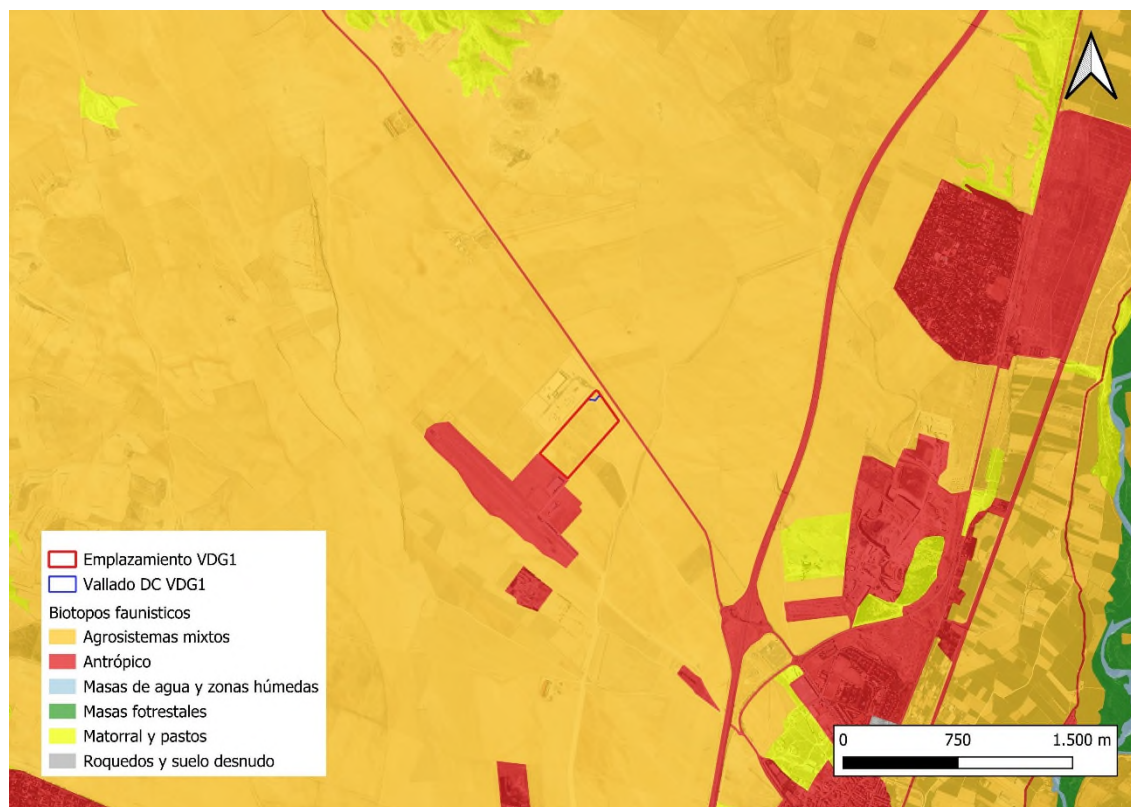 Emplazamiento VDG1
Vallado DC VDG1
Biotopos faunísticos
Agrosistemas mixtos
Antrópico
Masas de agua y zonas húmedas
Masas fotrestales
Matorral y pastos
Roquedos y suelo desnudo
0 750 1.500 m